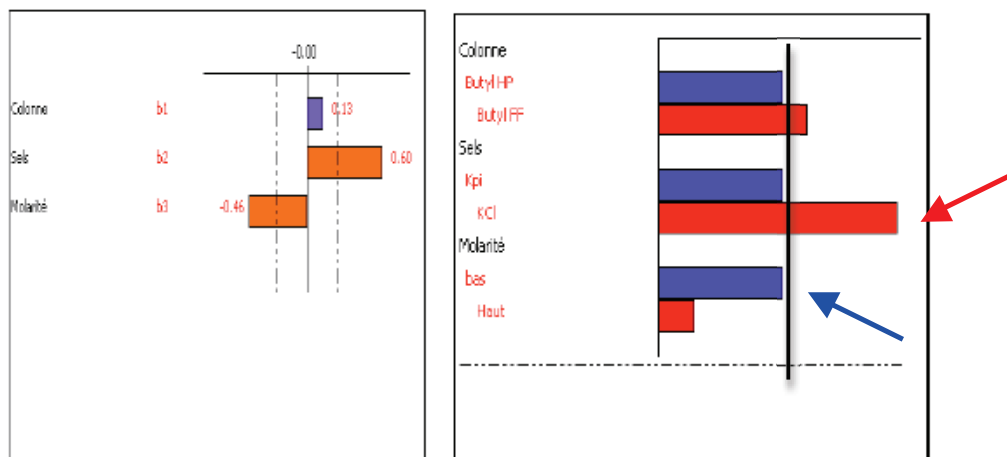 -0.00
Colonne b1 0.13
Sels b2 0.60
Molarité b3 -0.46
Colonne
Butyl HP
Butyl FF
Sels
Kpi
KCl
Molarité
bas
Haut